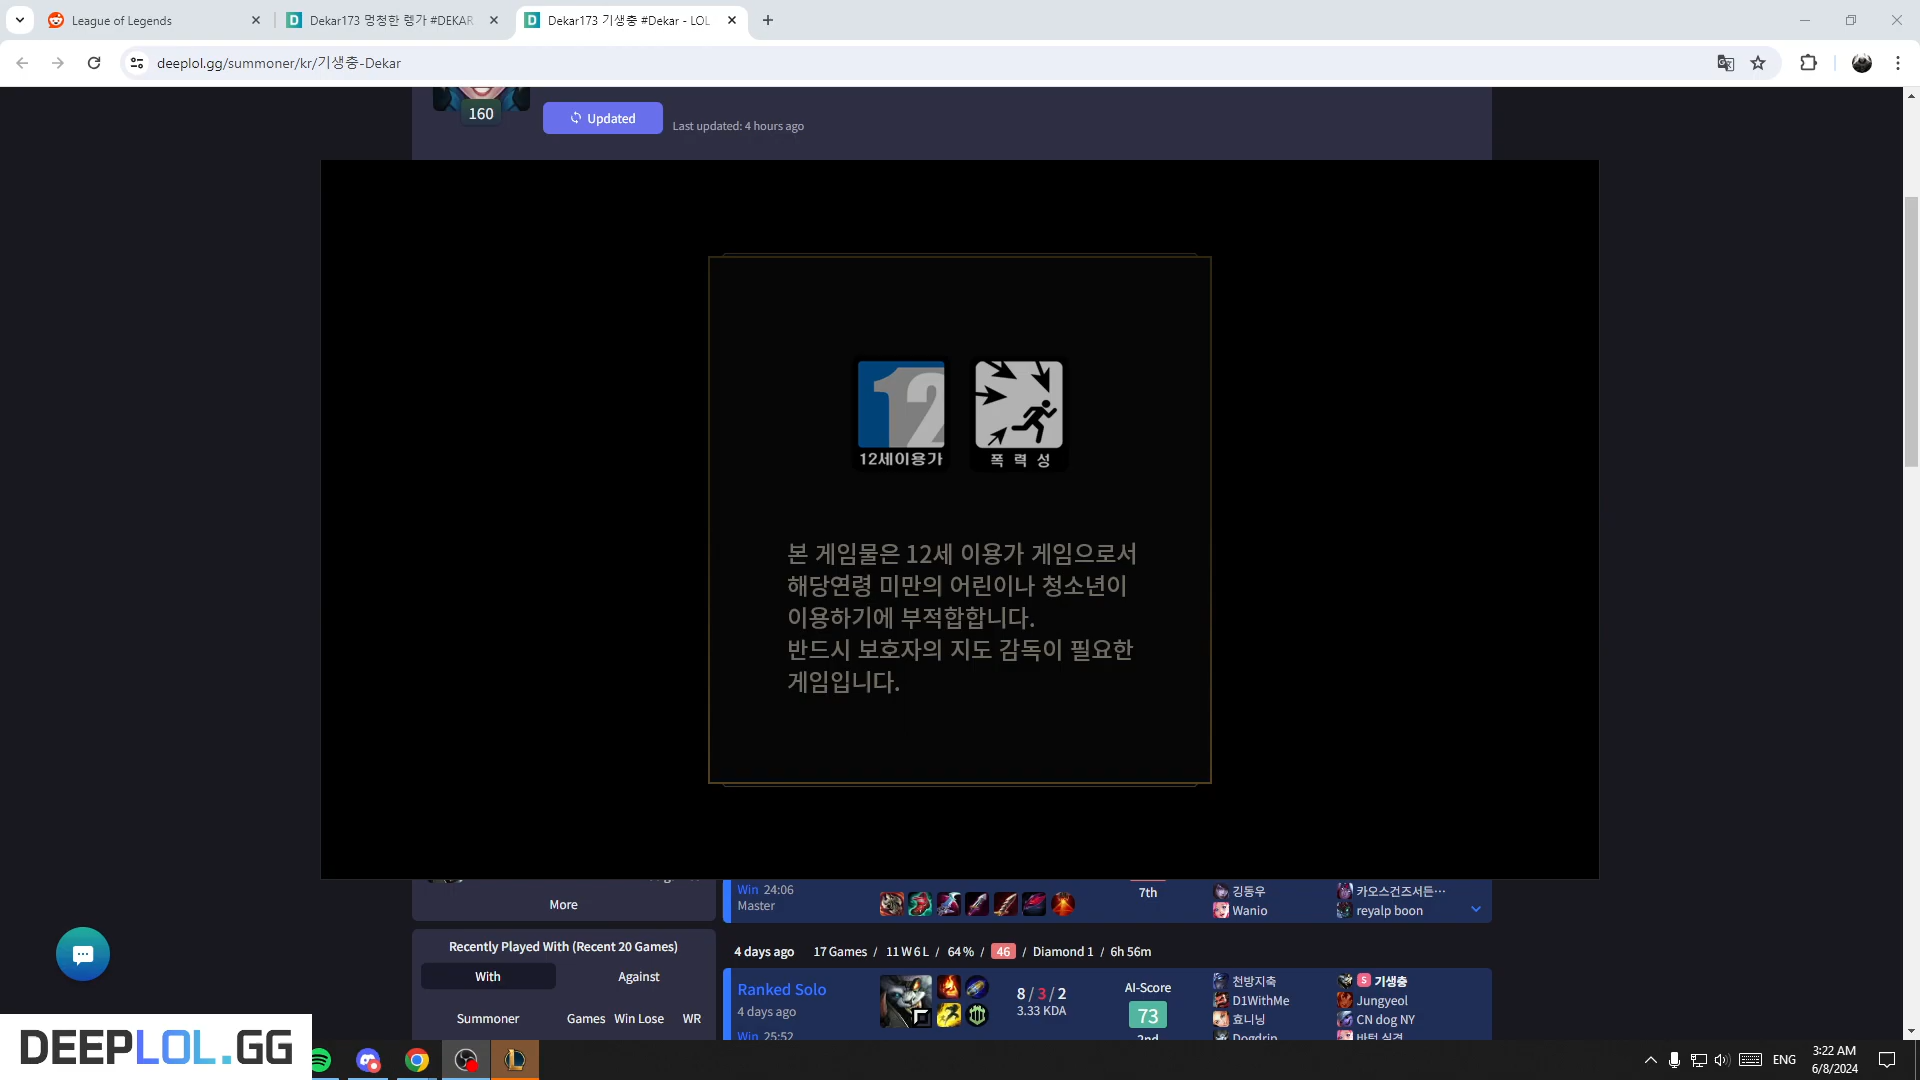 League of Legends
Dekar173 멍청한 렝가 #DEKAR
Dekar173 기생충 #Dekar - LOL
deeplol.gg/summoner/kr/기생충-Dekar
160
Updated
Last updated: 4 hours ago
12
12세이용가
폭력성
본 게임물은 12세 이용가 게임으로서
해당연령 미만의 어린이나 청소년이
이용하기에 부적합합니다.
반드시 보호자의 지도 감독이 필요한
게임입니다.
More
Win 24:06
Master
7th
깅동우
Wanio
카오스건즈서든…
reyalp boon
Recently Played With (Recent 20 Games)
With
Against
Summoner
Games
Win Lose
WR
4 days ago 17 Games / 11 W 6 L / 64 % / 46 / Diamond 1 / 6h 56m
Ranked Solo
4 days ago
Win 25:52
8 / 3 / 2
3.33 KDA
AI-Score
73
2nd
천방지축
D1WithMe
효니닝
Dogdrip
S 기생충
Jungyeol
CN dog NY
DEEPLOL.GG
ENG
3:22 AM
6/8/2024